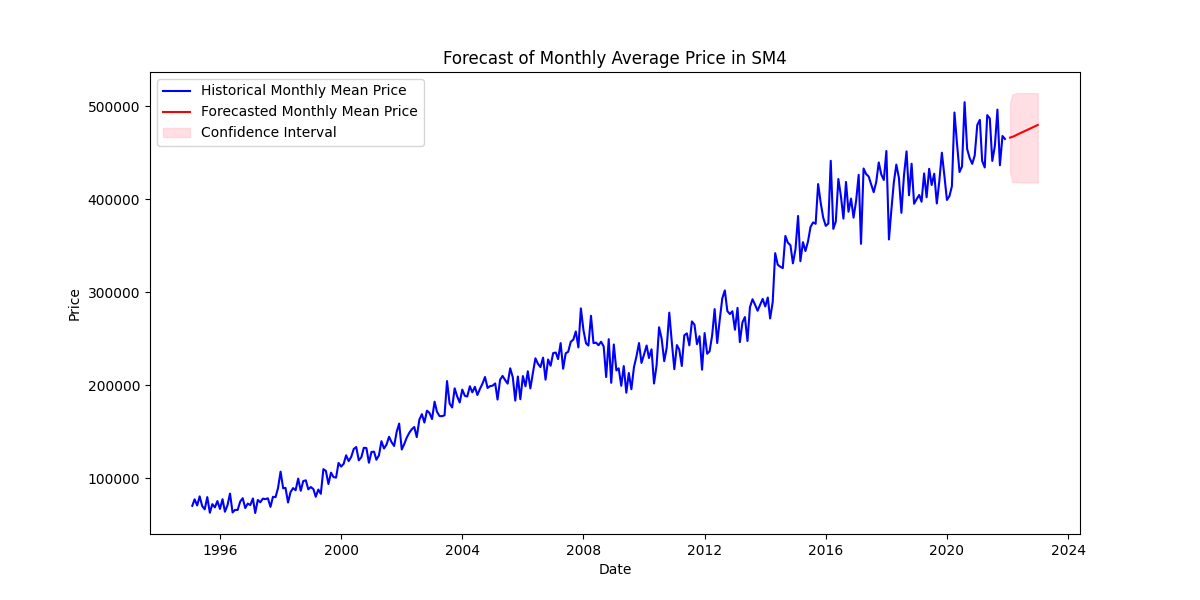 Forecast of Monthly Average Price in SM4
Historical Monthly Mean Price
Forecasted Monthly Mean Price
Confidence Interval
500000
400000
300000
200000
100000
Price
1996 2000 2004 2008 2012 2016 2020 2024
Date